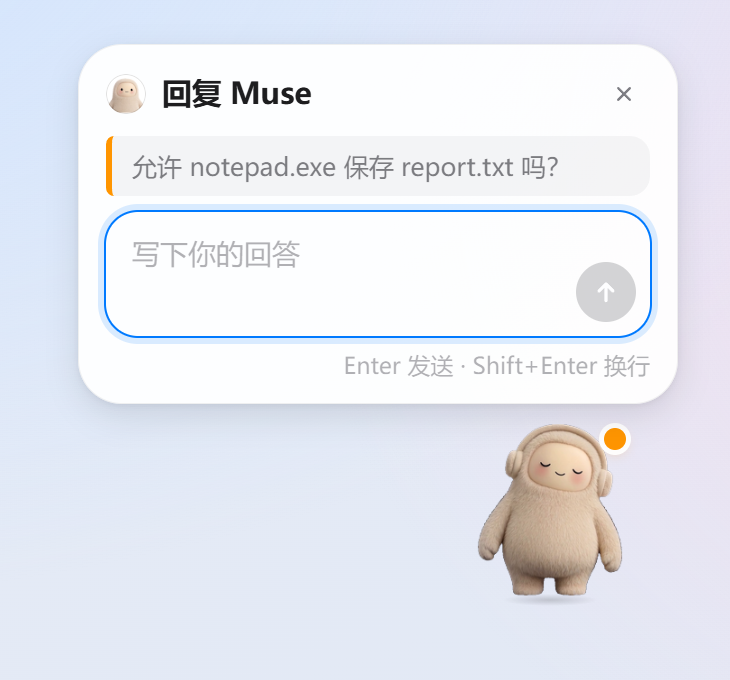 回复 Muse
允许 notepad.exe 保存 report.txt 吗？
写下你的回答
Enter 发送 · Shift+Enter 换行